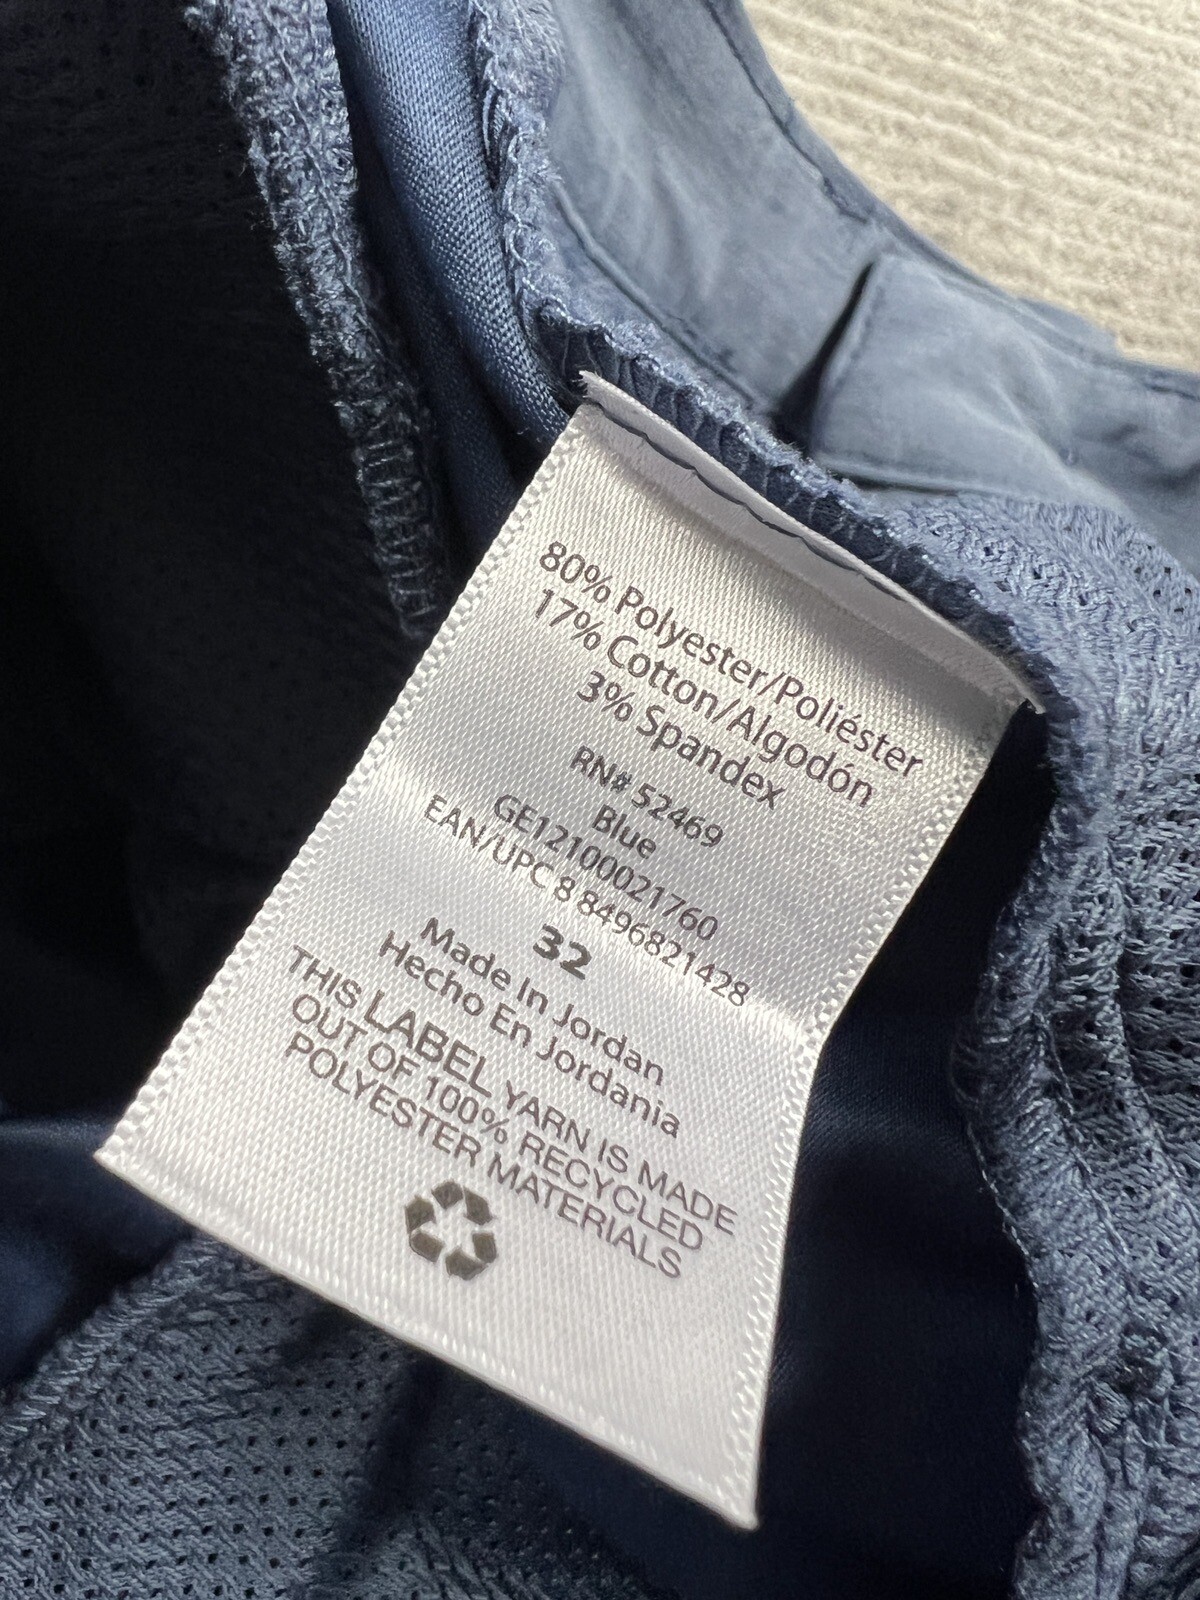 80% Polyester/Poliéster
17% Cotton/Algodón
3% Spandex
RN# 52469
Blue
GE12100021760
EAN/UPC 8 8496821428
32
Made In Jordan
Hecho En Jordania
THIS LABEL YARN IS MADE
OUT OF 100% RECYCLED
POLYESTER MATERIALS